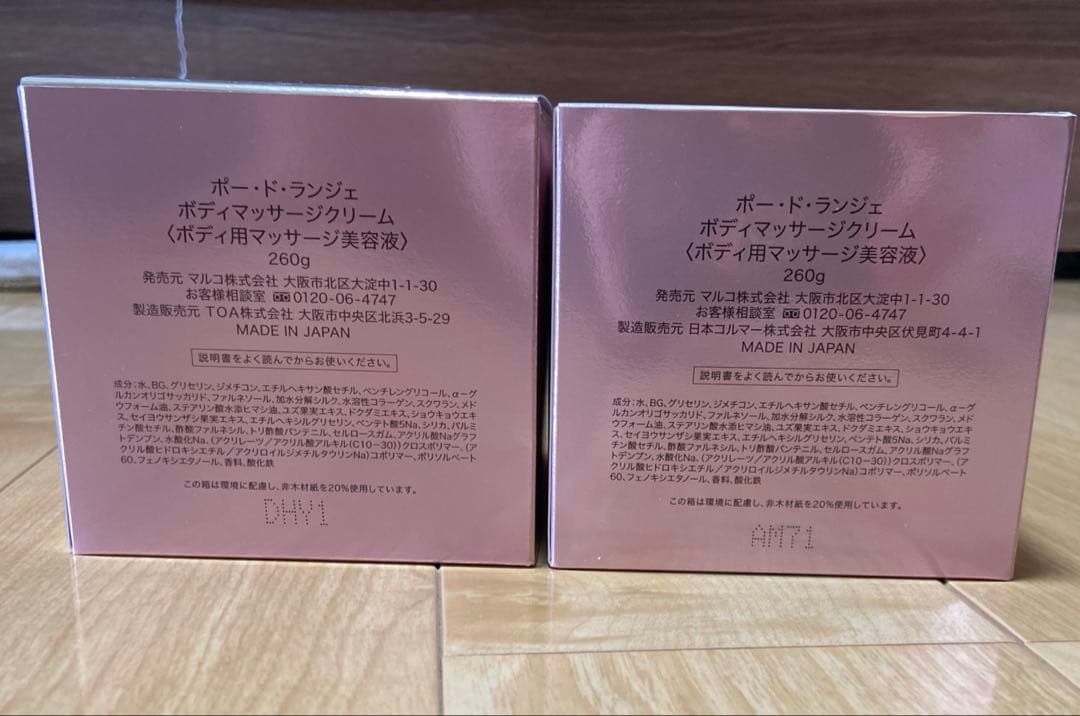 ポー・ド・ランジェ
ボディマッサージクリーム
〈ボディ用マッサージ美容液〉
260g
発売元 マルコ株式会社 大阪市北区大淀中1-1-30
お客様相談室 0120-06-4747
製造販売元 TOA株式会社 大阪市中央区北浜3-5-29
MADE IN JAPAN
説明書をよく読んでからお使いください。
成分:水、BG、グリセリン、ジメチコン、エチルヘキサン酸セチル、ペンチレングリコール、α-グ
ルカンオリゴサッカリド、ファルネソール、加水分解シルク、水溶性コラーゲン、スクワラン、メド
ウフォーム油、ステアリン酸水添ヒマシ油、ユズ果実エキス、ドクダミエキス、ショウキョウエキ
ス、セイヨウサンザシ果実エキス、エチルヘキシルグリセリン、ペンテト酸5Na、シリカ、パルミ
チン酸セチル、酢酸ファルネシル、トリ酢酸パンテニル、セルロースガム、アクリル酸Naグラフ
トデンプン、水酸化Na、(アクリレーツ/アクリル酸アルキル(C10-30))クロスポリマー、(ア
クリル酸ヒドロキシエチル/アクリロイルジメチルタウリンNa)コポリマー、ポリソルベート
60、フェノキシエタノール、香料、酸化鉄
この箱は環境に配慮し、非木材紙を20%使用しています。
DHY1
ポー・ド・ランジェ
ボディマッサージクリーム
〈ボディ用マッサージ美容液〉
260g
発売元 マルコ株式会社 大阪市北区大淀中1-1-30
お客様相談室 0120-06-4747
製造販売元 日本コルマー株式会社 大阪市中央区伏見町4-4-1
MADE IN JAPAN
説明書をよく読んでからお使いください。
成分:水、BG、グリセリン、ジメチコン、エチルヘキサン酸セチル、ペンチレングリコール、α-グ
ルカンオリゴサッカリド、ファルネソール、加水分解シルク、水溶性コラーゲン、スクワラン、メド
ウフォーム油、ステアリン酸水添ヒマシ油、ユズ果実エキス、ドクダミエキス、ショウキョウエキ
ス、セイヨウサンザシ果実エキス、エチルヘキシルグリセリン、ペンテト酸5Na、シリカ、パルミ
チン酸セチル、酢酸ファルネシル、トリ酢酸パンテニル、セルロースガム、アクリル酸Naグラフ
トデンプン、水酸化Na、(アクリレーツ/アクリル酸アルキル(C10-30))クロスポリマー、(ア
クリル酸ヒドロキシエチル/アクリロイルジメチルタウリンNa)コポリマー、ポリソルベート
60、フェノキシエタノール、香料、酸化鉄
この箱は環境に配慮し、非木材紙を20%使用しています。
AM71